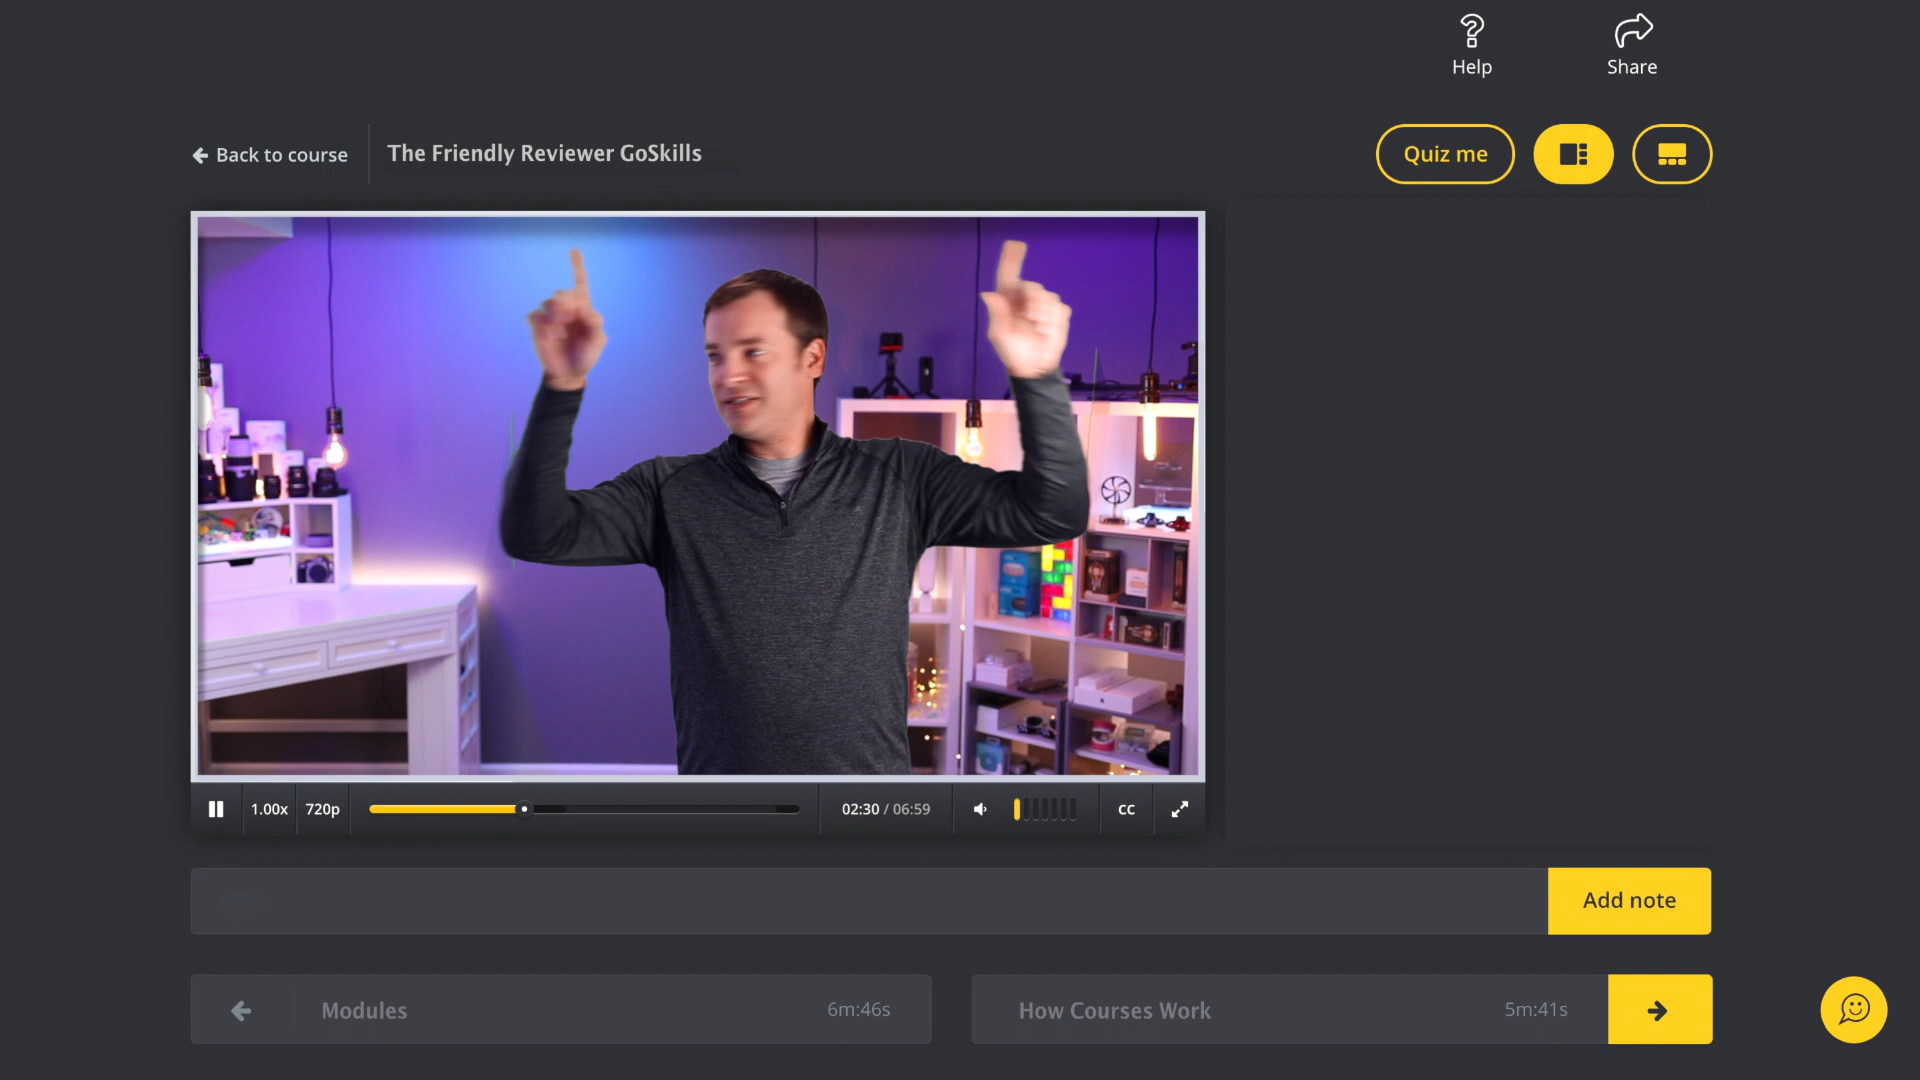 Help
Share
Back to course
The Friendly Reviewer GoSkills
Quiz me
1.00x
720p
02:30 / 06:59
CC
Add note
Modules
6m:46s
How Courses Work
5m:41s